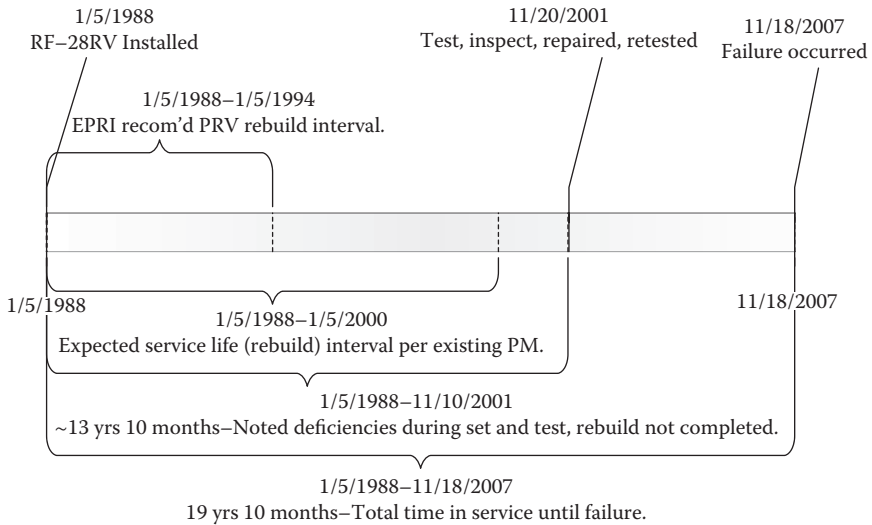 1/5/1988
RF–28RV Installed
11/20/2001
Test, inspect, repaired, retested
11/18/2007
Failure occurred
1/5/1988–1/5/1994
EPRI recom’d PRV rebuild interval.
1/5/1988
11/18/2007
1/5/1988–1/5/2000
Expected service life (rebuild) interval per existing PM.
1/5/1988–11/10/2001
~13 yrs 10 months–Noted deficiencies during set and test, rebuild not completed.
1/5/1988–11/18/2007
19 yrs 10 months–Total time in service until failure.